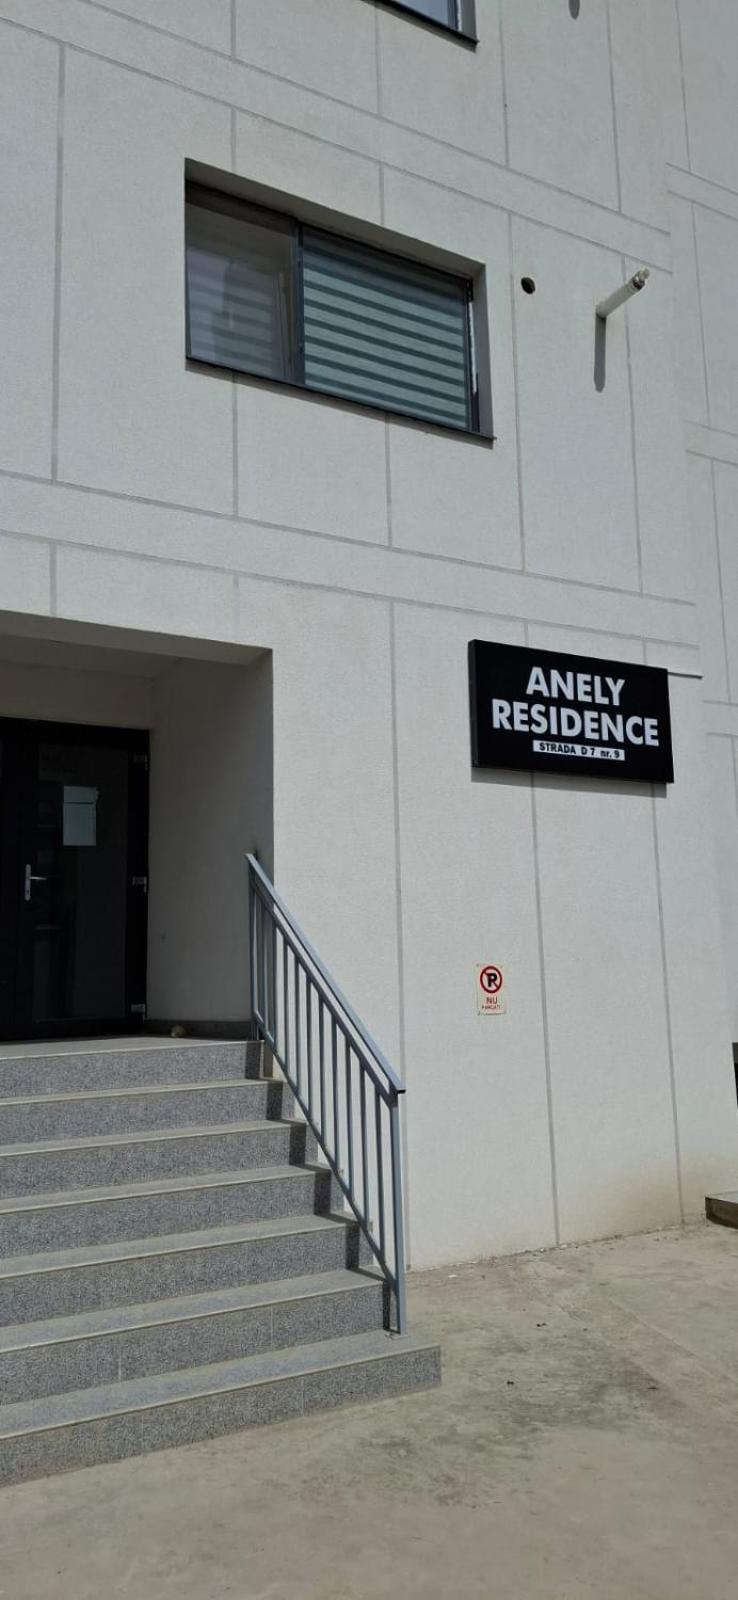 ANELY
RESIDENCE
STRADA D 7 nr. 9
P
NU